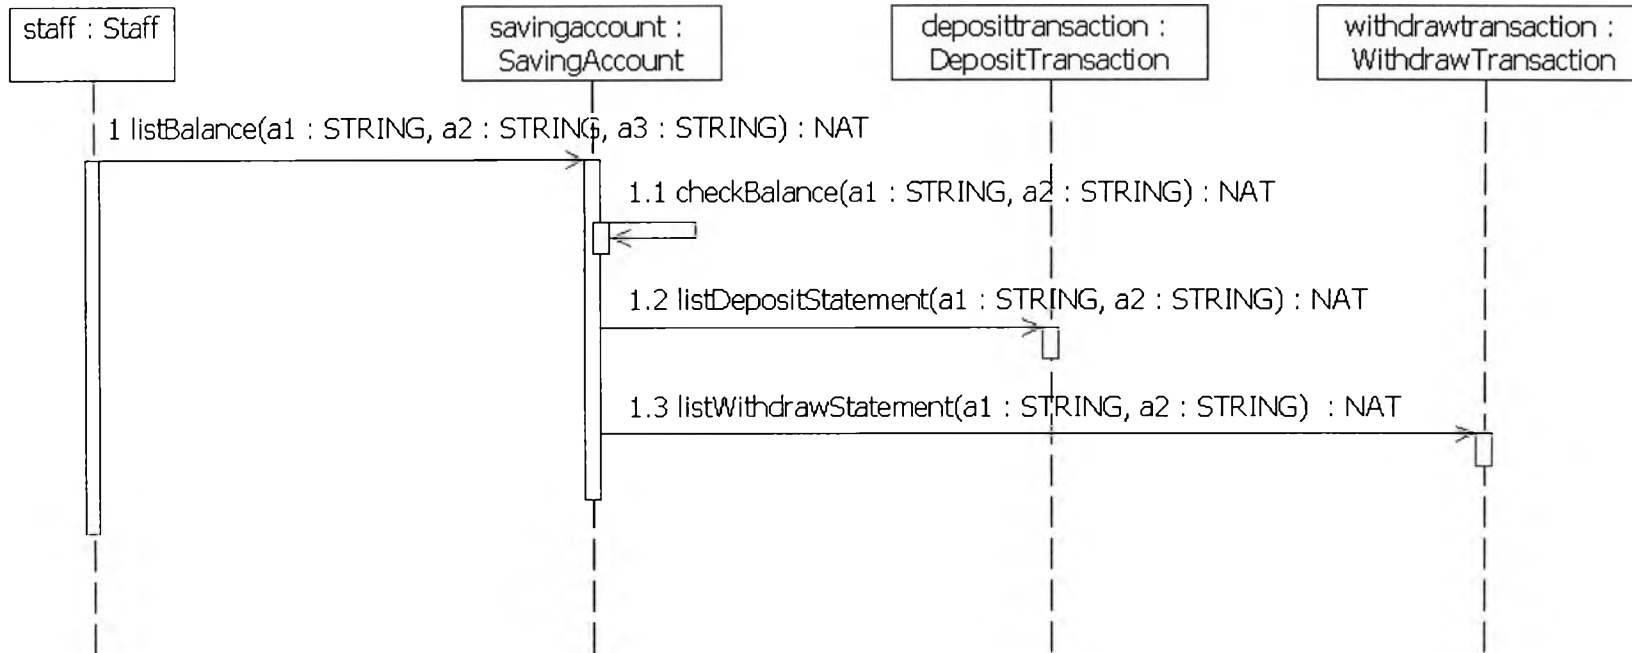 staff : Staff
savingaccount :
SavingAccount
deposittransaction :
DepositTransaction
withdrawtransaction :
WithdrawTransaction
1 listBalance(a1 : STRING, a2 : STRING, a3 : STRING) : NAT
1.1 checkBalance(a1 : STRING, a2 : STRING) : NAT
1.2 listDepositStatement(a1 : STRING, a2 : STRING) : NAT
1.3 listWithdrawStatement(a1 : STRING, a2 : STRING) : NAT